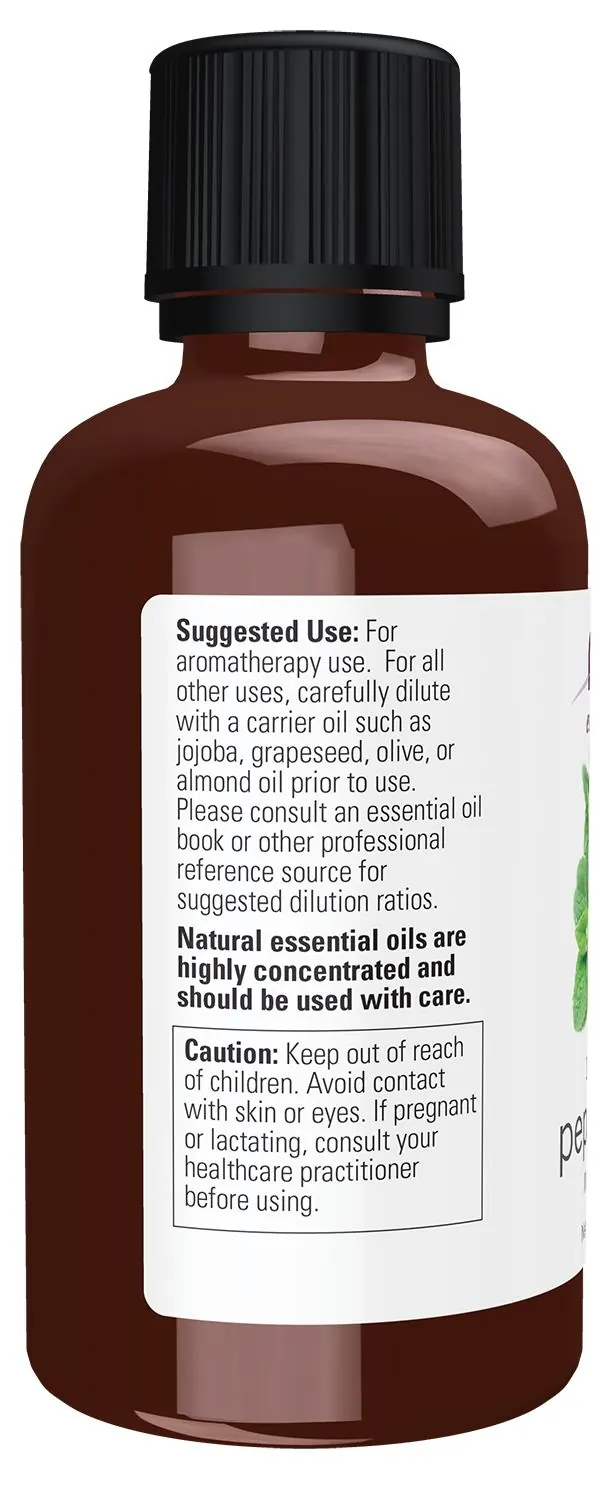 Suggested Use: For
aromatherapy use. For all
other uses, carefully dilute
with a carrier oil such as
jojoba, grapeseed, olive, or
almond oil prior to use.
Please consult an essential oil
book or other professional
reference source for
suggested dilution ratios.
Natural essential oils are
highly concentrated and
should be used with care.
Caution: Keep out of reach
of children. Avoid contact
with skin or eyes. If pregnant
or lactating, consult your
healthcare practitioner
before using.